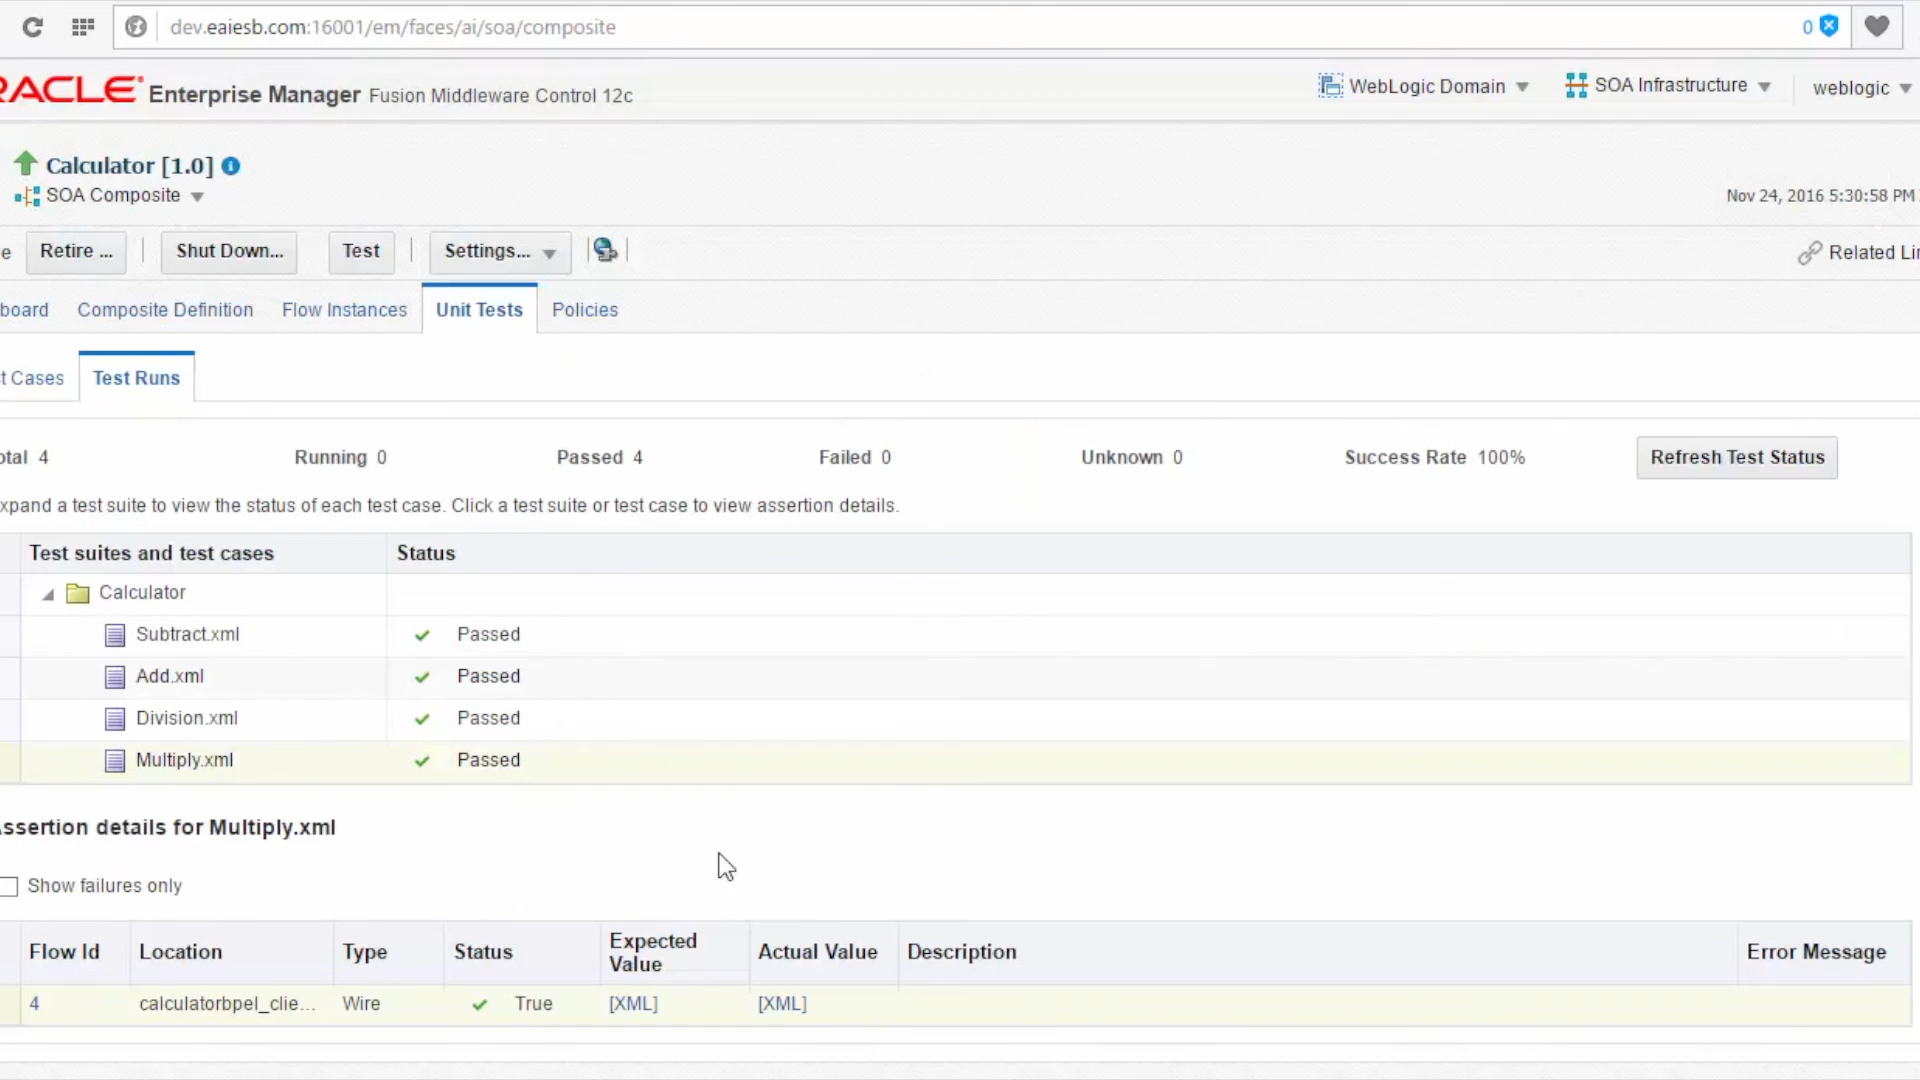 dev.eaiesb.com:16001/em/faces/ai/soa/composite
0
RACLE Enterprise Manager Fusion Middleware Control 12c
WebLogic Domain
SOA Infrastructure
weblogic
Calculator [1.0]
SOA Composite
Nov 24, 2016 5:30:58 PM
e
Retire ...
Shut Down...
Test
Settings...
Related Lin
board
Composite Definition
Flow Instances
Unit Tests
Policies
t Cases
Test Runs
otal 4
Running 0
Passed 4
Failed 0
Unknown 0
Success Rate 100%
Refresh Test Status
xpand a test suite to view the status of each test case. Click a test suite or test case to view assertion details.
Test suites and test cases
Status
Calculator
Subtract.xml
Passed
Add.xml
Passed
Division.xml
Passed
Multiply.xml
Passed
ssertion details for Multiply.xml
Show failures only
Flow Id
Location
Type
Status
Expected
Value
Actual Value
Description
Error Message
4
calculatorbpel_clie...
Wire
True
[XML]
[XML]